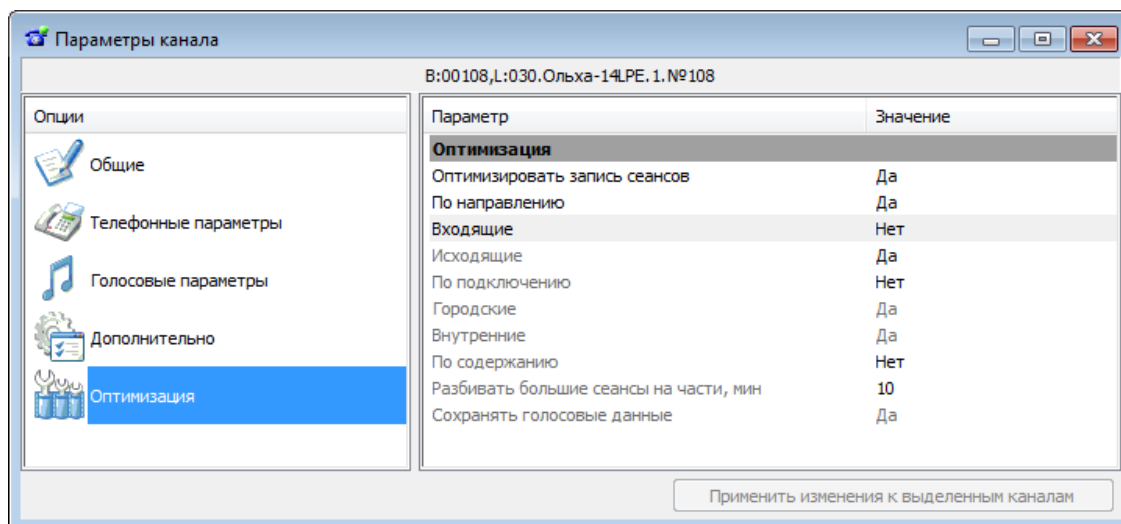 Параметры канала
B:00108,L:030.Ольха-14LPE.1.№108
Опции
Общие
Телефонные параметры
Голосовые параметры
Дополнительно
Оптимизация
Параметр Значение
Оптимизация
Оптимизировать запись сеансов Да
По направлению Да
Входящие Нет
Исходящие Да
По подключению Нет
Городские Да
Внутренние Да
По содержанию Нет
Разбивать большие сеансы на части, мин 10
Сохранять голосовые данные Да
Применить изменения к выделенным каналам